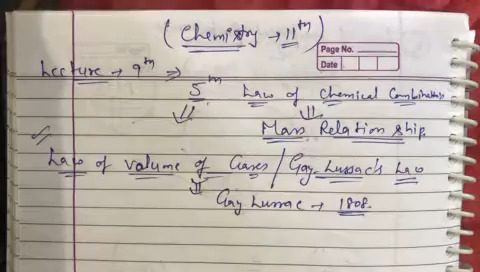 (Chemistry → 11th)
Page No.
Date
Lecture → 9th ⇒
5th Law of Chemical Combination
⇓ ⇓
Mass Relationship
Law of volume of Gases / Gay Lussac's Law
⇓
Gay Lussac → 1808.